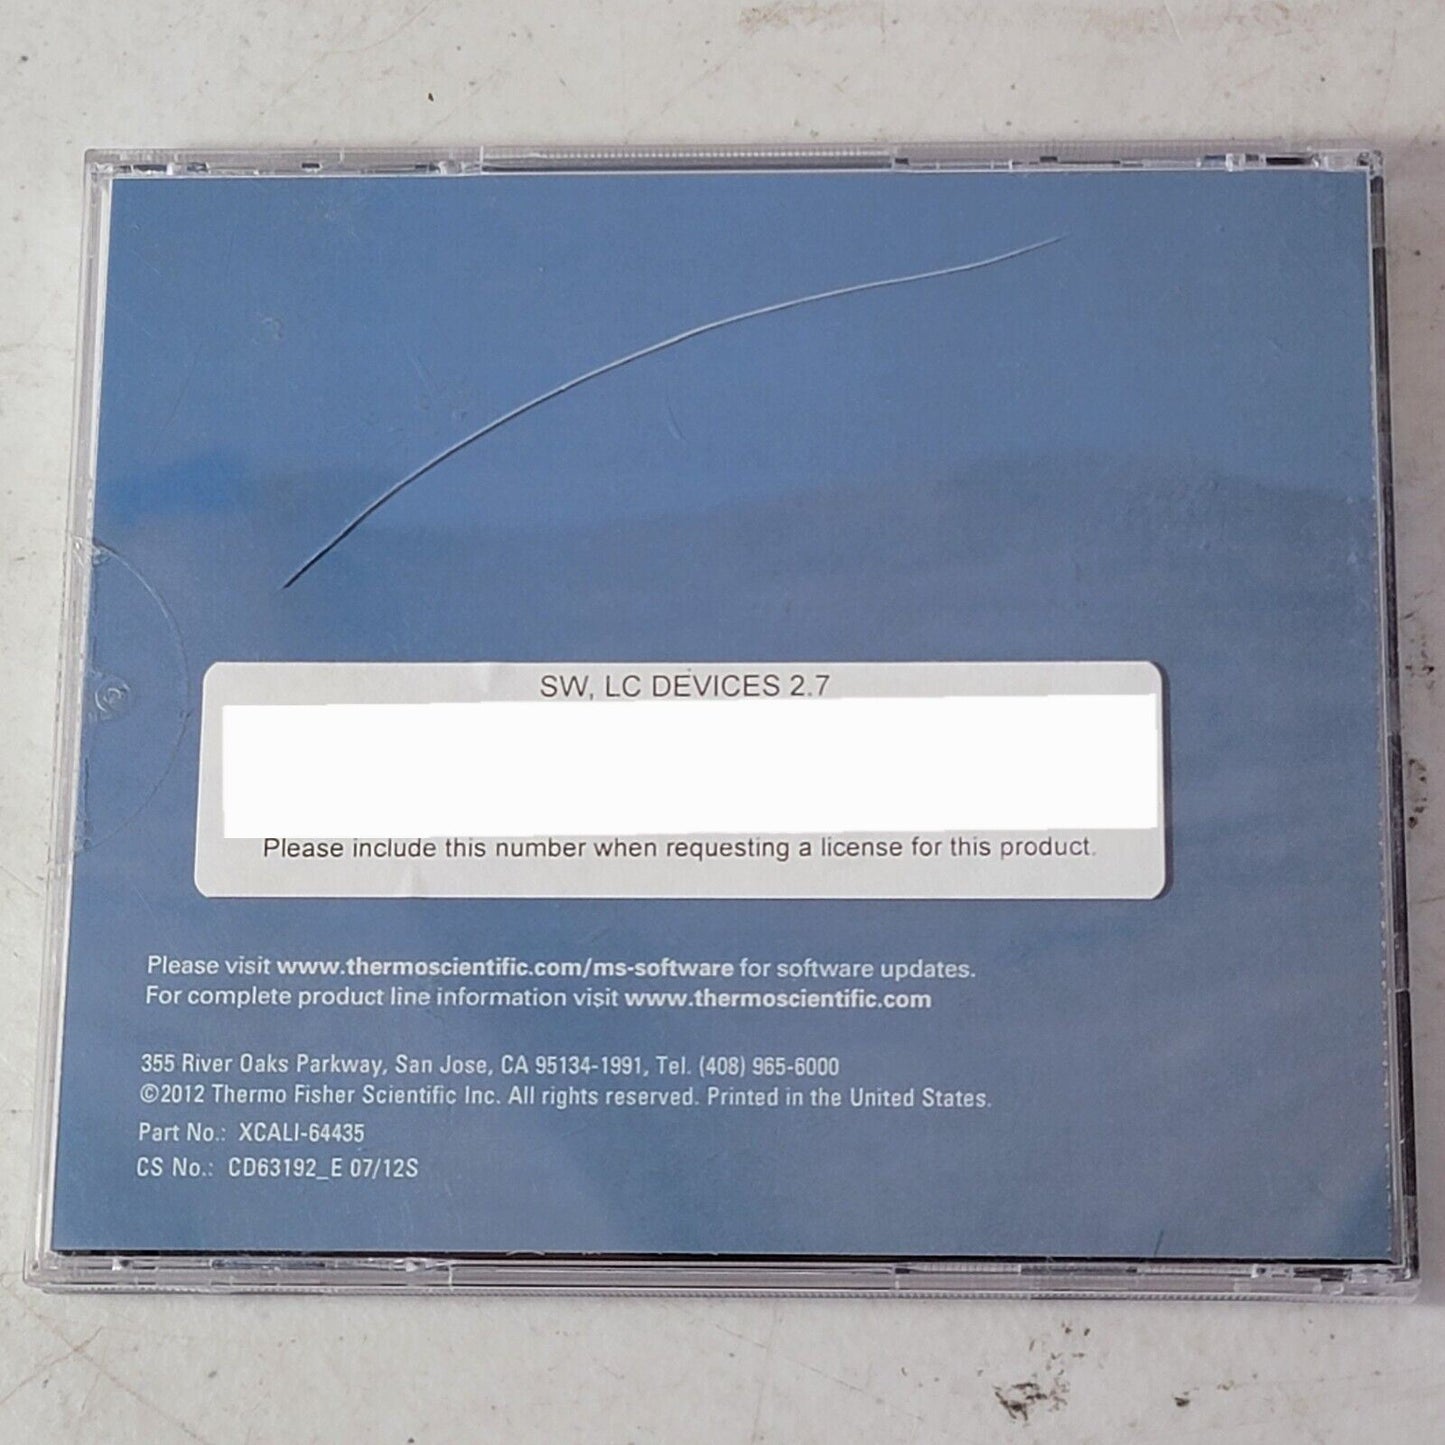 SW, LC DEVICES 2.7
Please include this number when requesting a license for this product.
Please visit www.thermoscientific.com/ms-software for software updates.
For complete product line information visit www.thermoscientific.com
355 River Oaks Parkway, San Jose, CA 95134-1991, Tel. (408) 965-6000
©2012 Thermo Fisher Scientific Inc. All rights reserved. Printed in the United States.
Part No.: XCALI-64435
CS No.: CD63192_E 07/12S